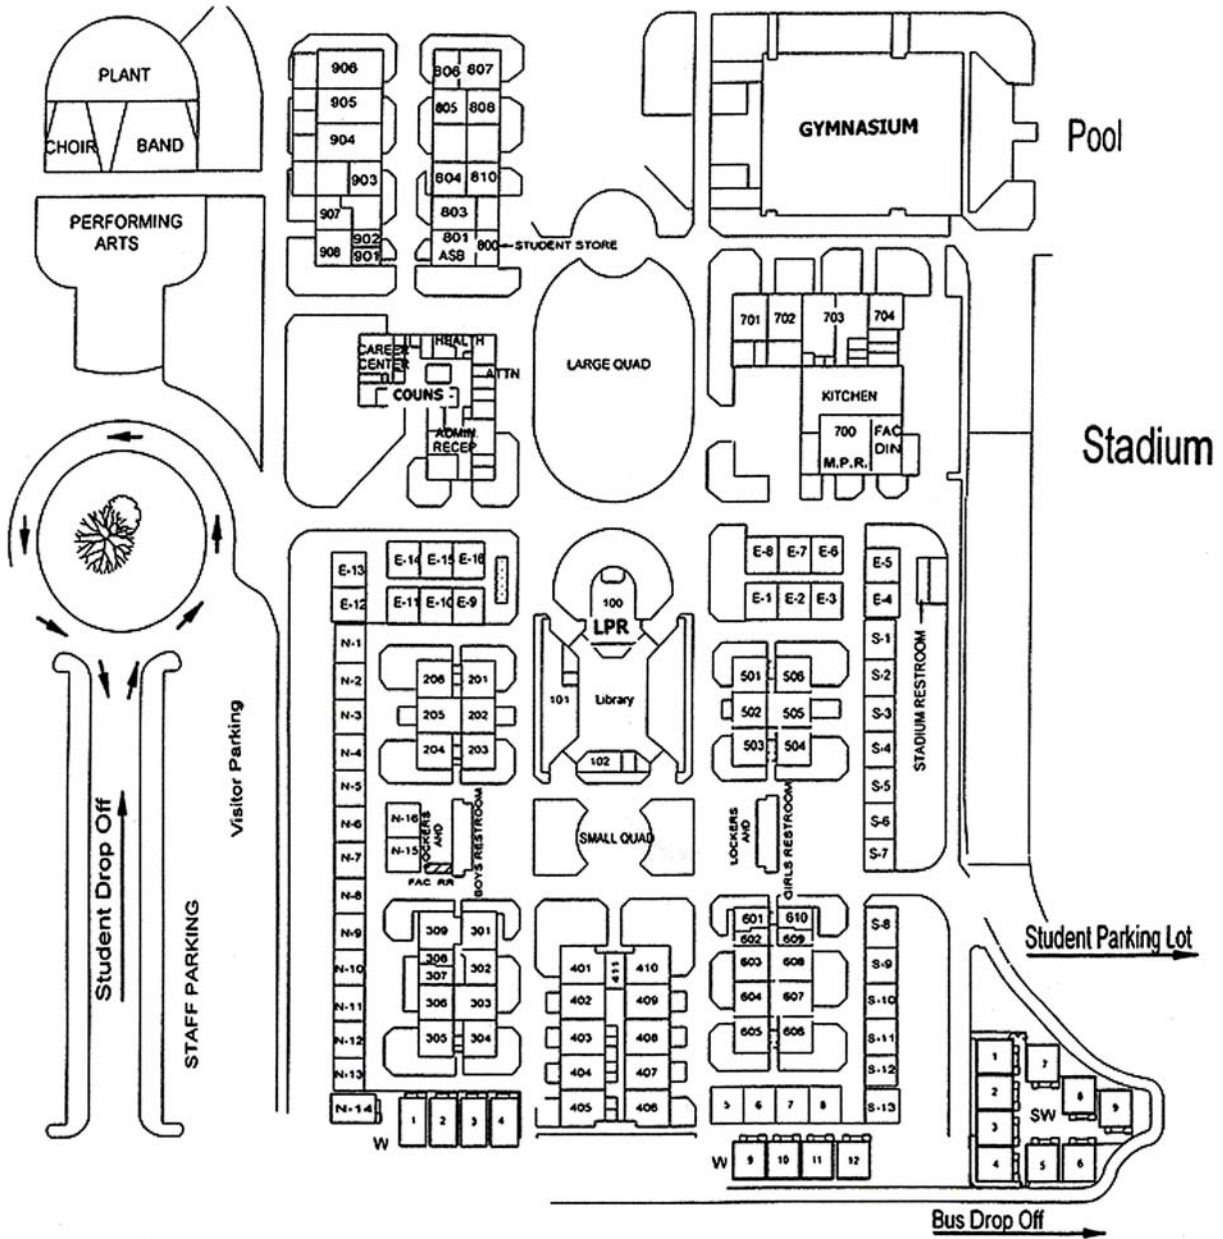 PLANT
CHOIR
BAND
PERFORMING
ARTS
906
905
904
903
907
902
908
901
806
807
805
808
804
810
803
801
ASB
800
STUDENT STORE
GYMNASIUM
Pool
CAREER
CENTER
HEALTH
ATTN
COUNS
ADMIN.
RECEP
LARGE QUAD
701
702
703
704
KITCHEN
700
M.P.R.
FAC
DIN
Stadium
E-13
E-14
E-15
E-16
E-12
E-11
E-10
E-9
100
LPR
E-8
E-7
E-6
E-5
E-1
E-2
E-3
E-4
N-1
N-2
N-3
N-4
N-5
N-6
N-7
N-8
N-9
N-10
N-11
N-12
N-13
N-14
206
201
205
202
204
203
101
Library
102
501
506
502
505
503
504
S-1
S-2
S-3
S-4
S-5
S-6
S-7
STADIUM RESTROOM
Visitor Parking
Student Drop Off
STAFF PARKING
N-16
N-15
LOCKERS
AND
BOYS RESTROOM
FAC RR
SMALL QUAD
LOCKERS
AND
GIRLS RESTROOM
309
301
308
307
302
306
303
305
304
401
411
410
402
409
403
408
404
407
405
406
601
610
602
609
603
608
604
607
605
606
S-8
S-9
S-10
S-11
S-12
S-13
Student Parking Lot
W
1
2
3
4
5
6
7
8
W
9
10
11
12
1
2
3
4
SW
7
8
9
5
6
Bus Drop Off